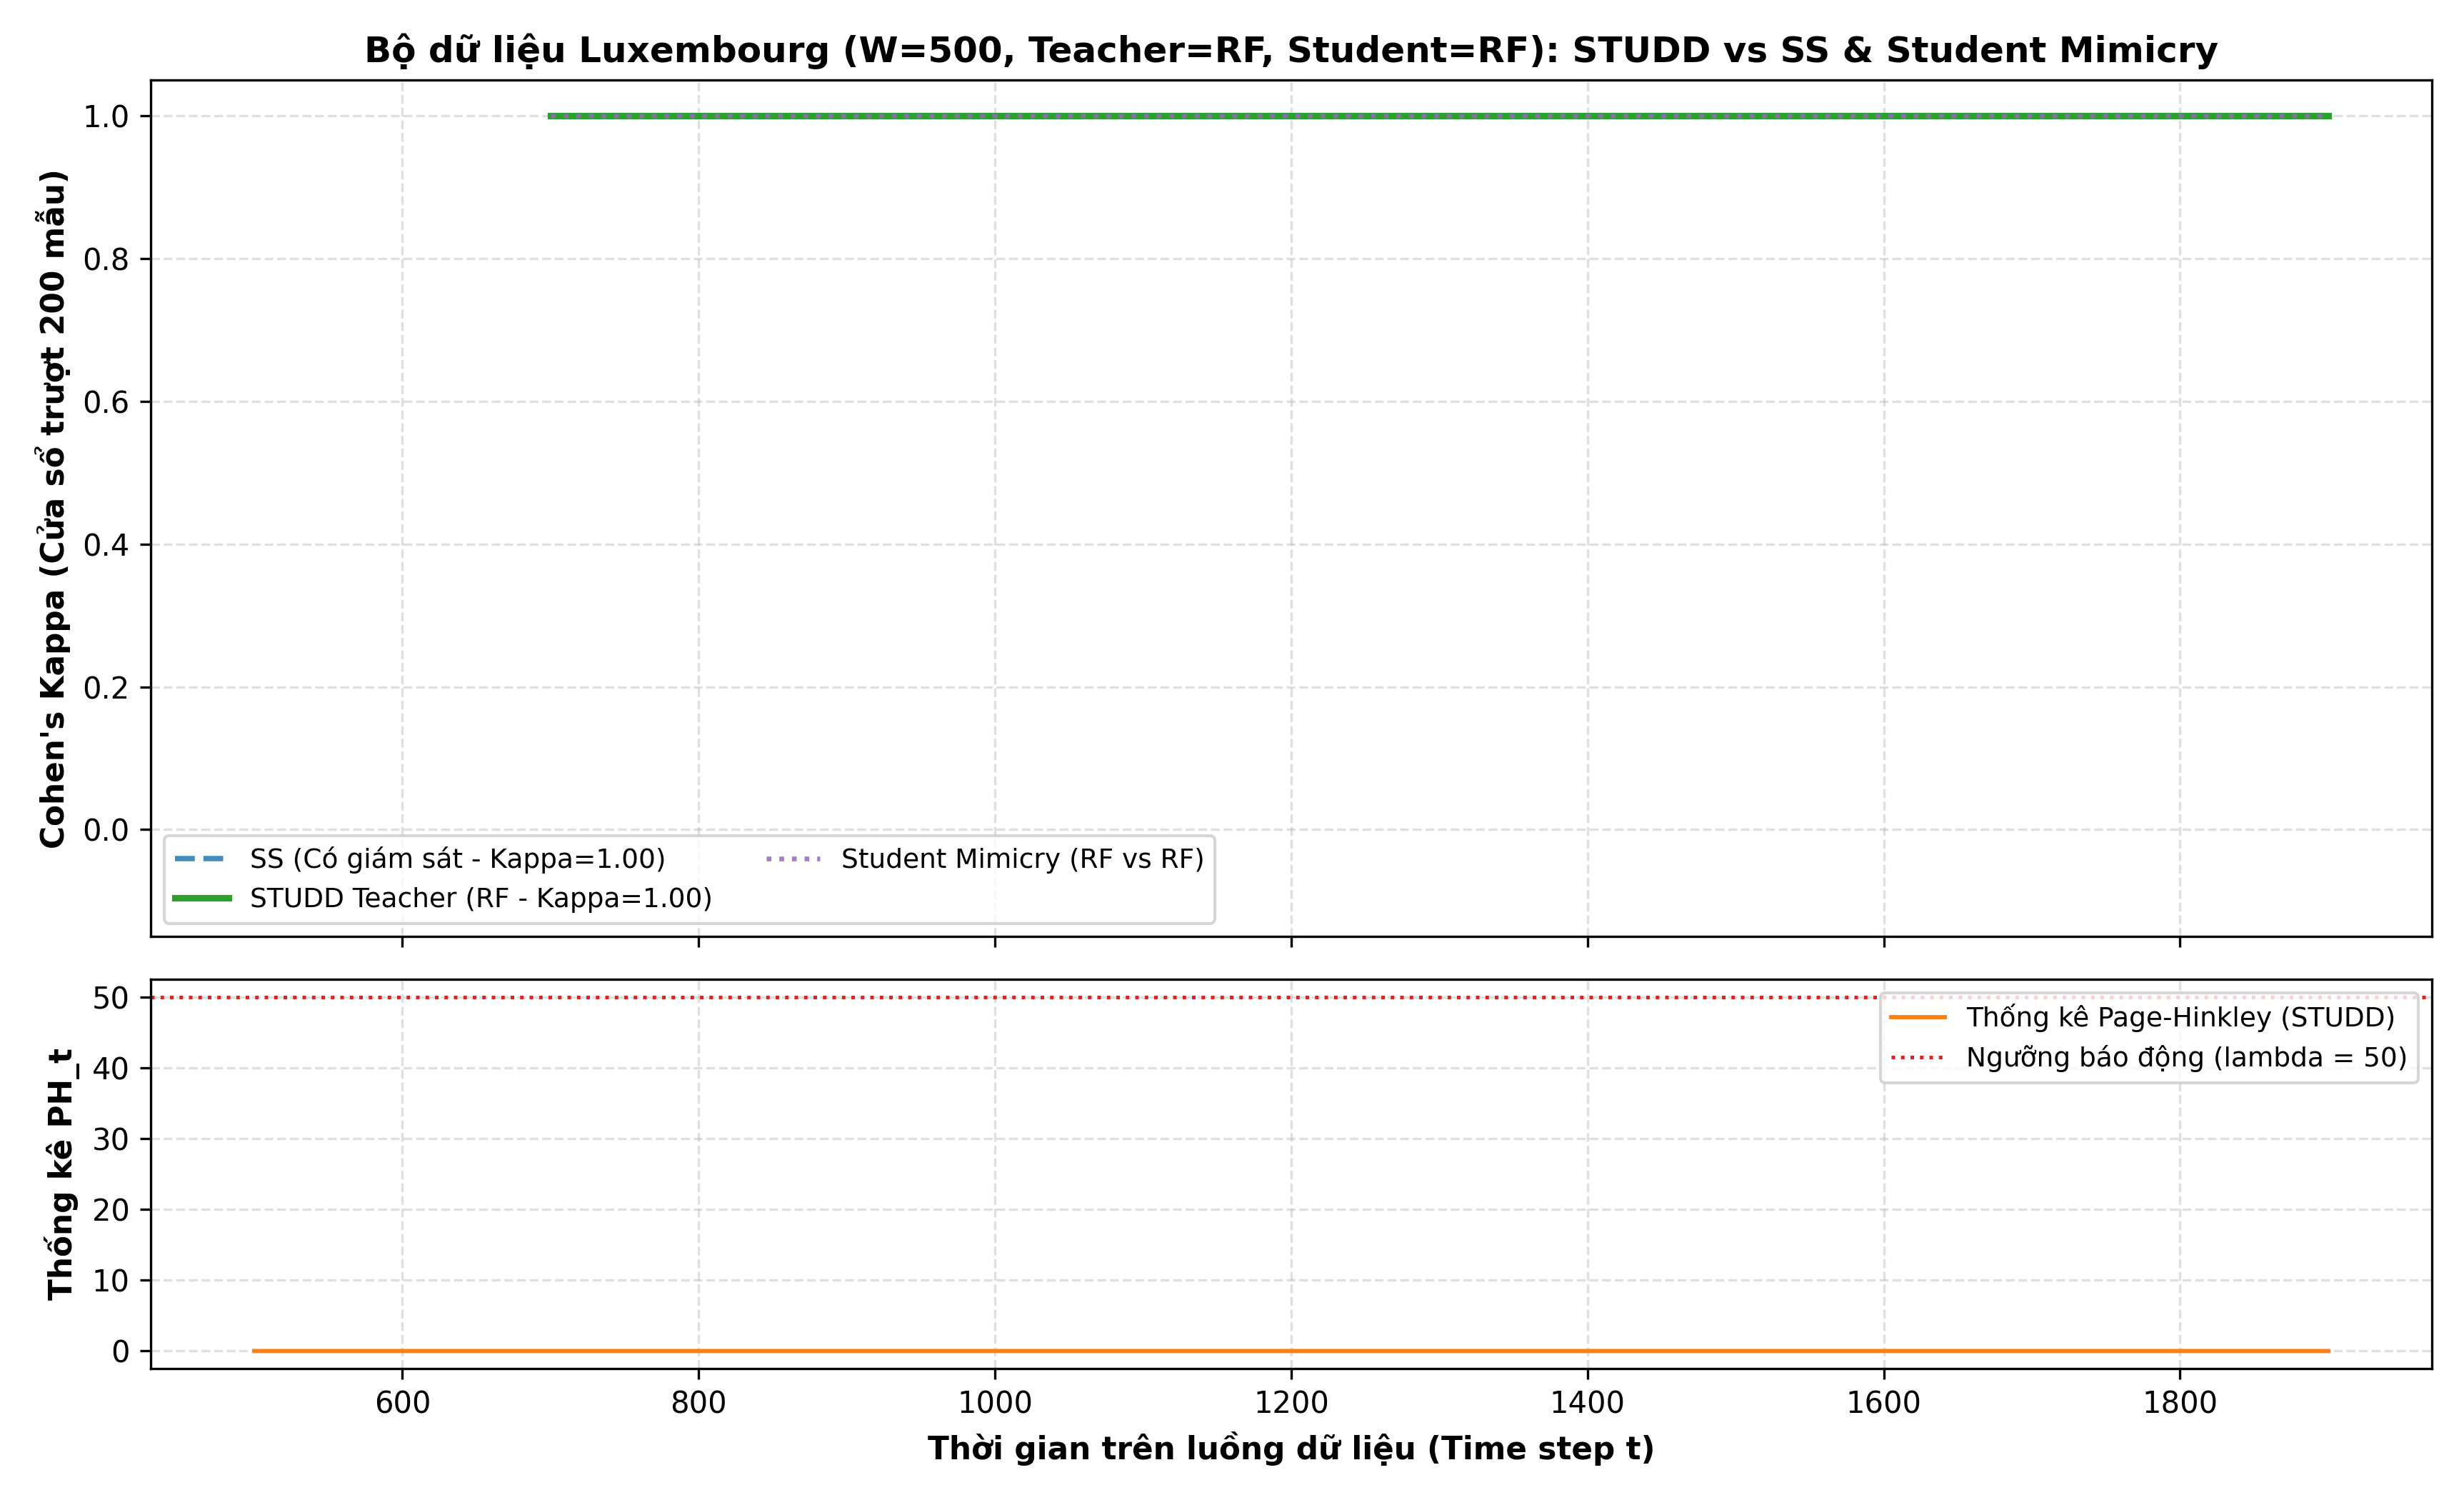 Bộ dữ liệu Luxembourg (W=500, Teacher=RF, Student=RF): STUDD vs SS & Student Mimicry
Cohen's Kappa (Cửa sổ trượt 200 mẫu)
1.0
0.8
0.6
0.4
0.2
0.0
SS (Có giám sát - Kappa=1.00)
STUDD Teacher (RF - Kappa=1.00)
Student Mimicry (RF vs RF)
Thống kê PH_t
50
40
30
20
10
0
Thống kê Page-Hinkley (STUDD)
Ngưỡng báo động (lambda = 50)
600 800 1000 1200 1400 1600 1800
Thời gian trên luồng dữ liệu (Time step t)